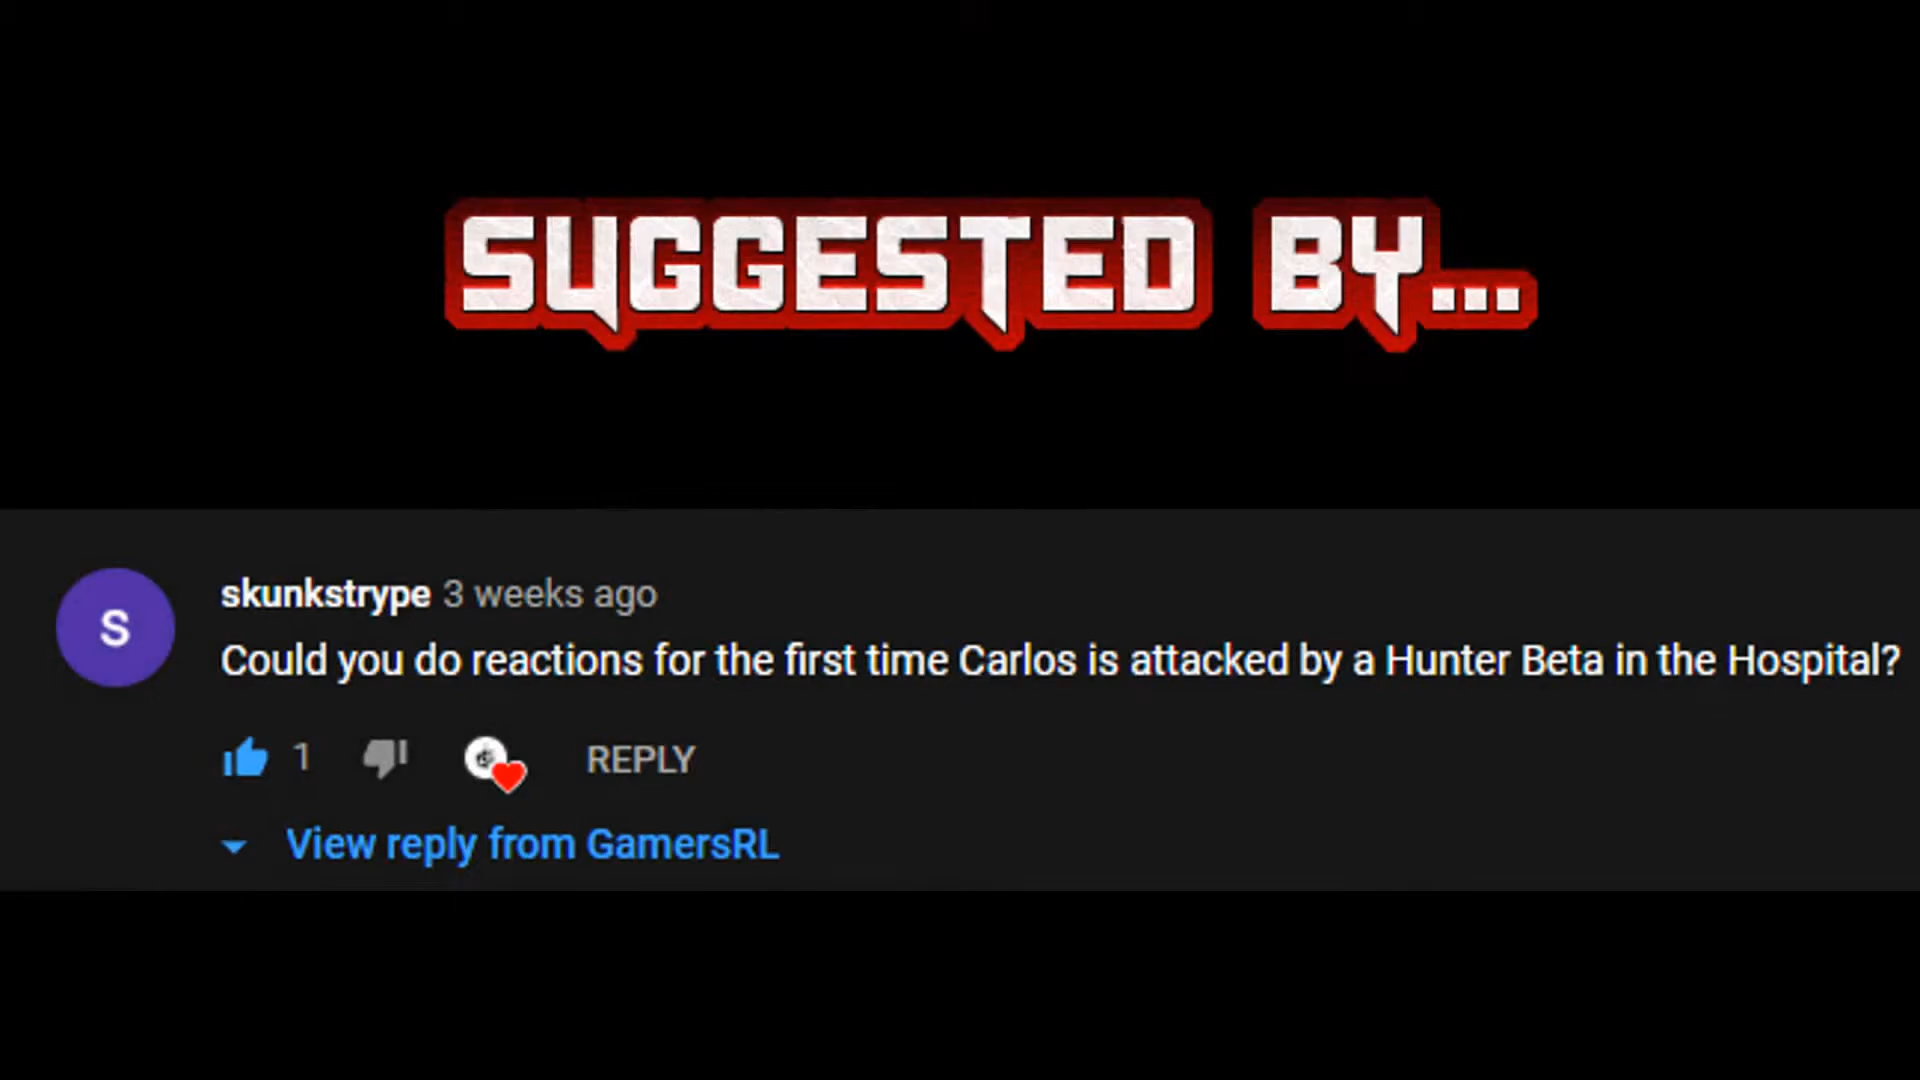 SUGGESTED BY...
S
skunkstrype 3 weeks ago
Could you do reactions for the first time Carlos is attacked by a Hunter Beta in the Hospital?
1 REPLY
View reply from GamersRL